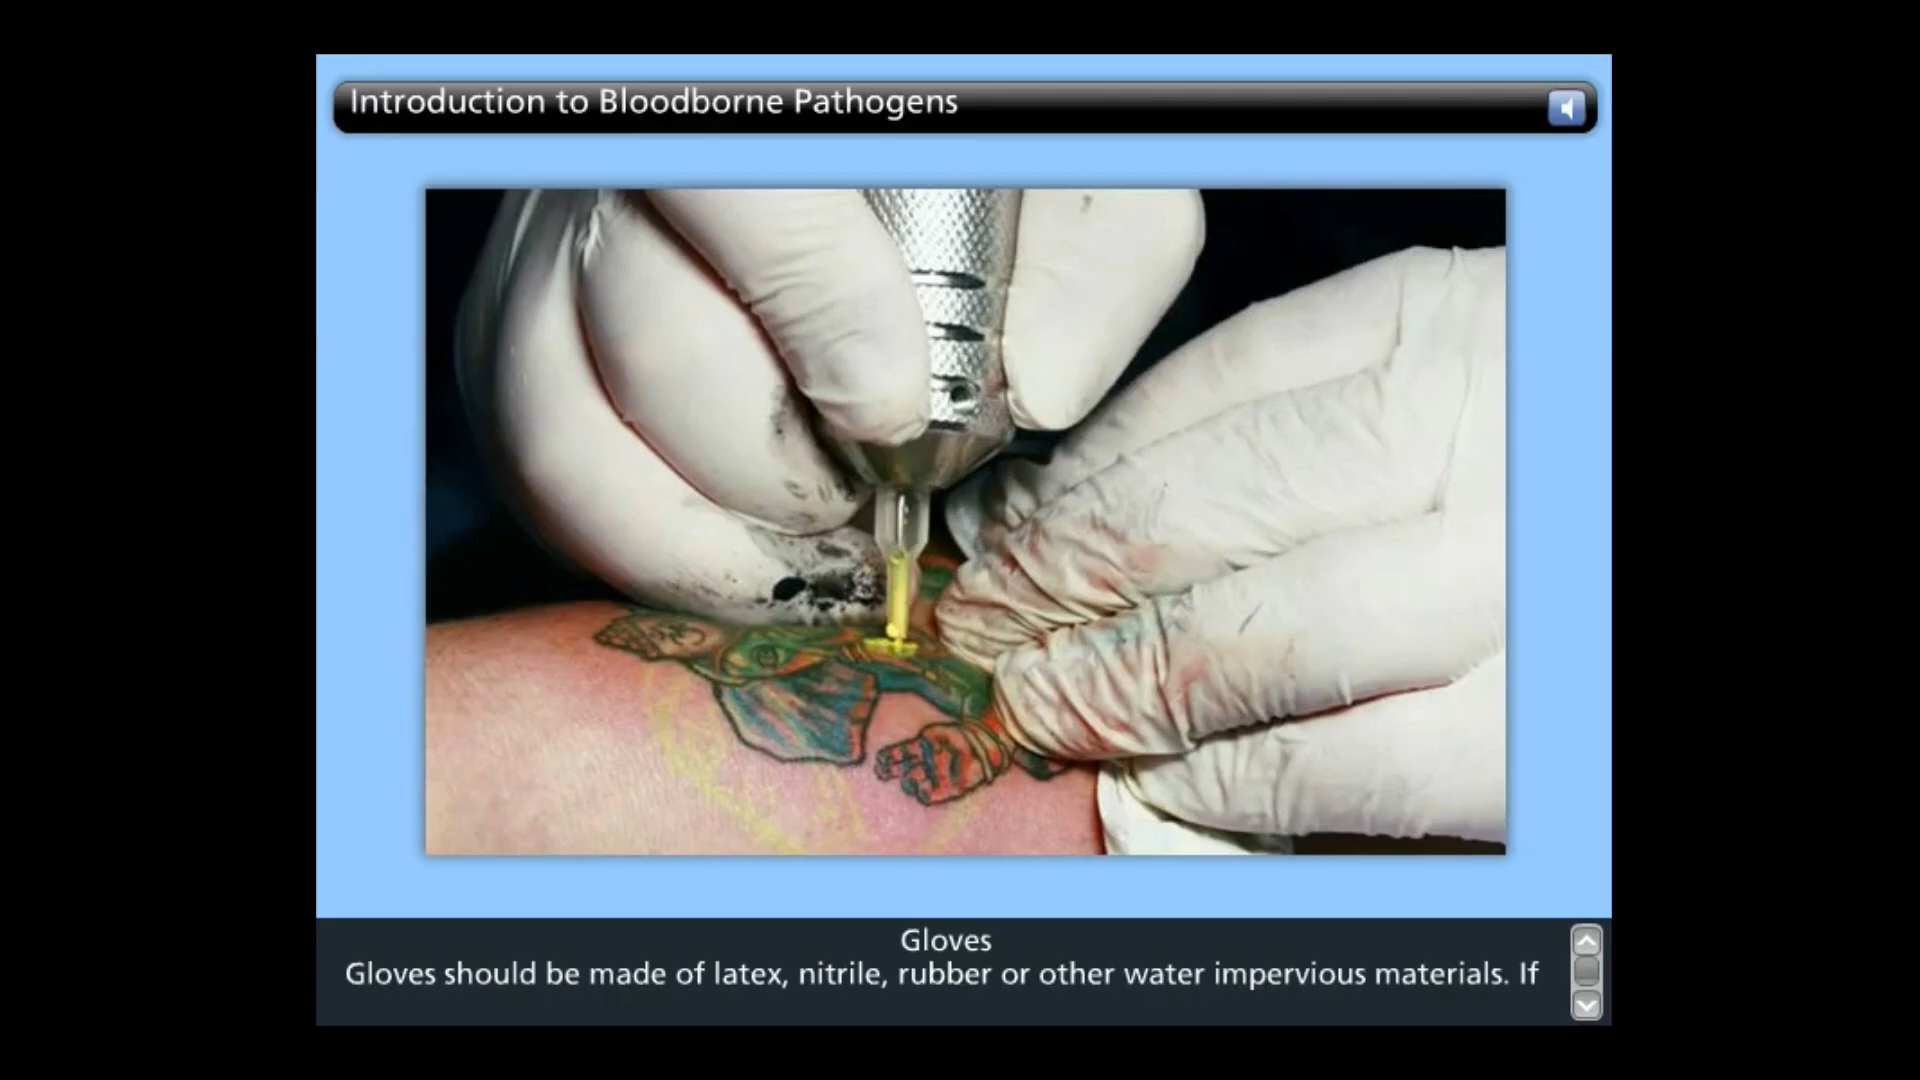 Introduction to Bloodborne Pathogens
Gloves
Gloves should be made of latex, nitrile, rubber or other water impervious materials. If